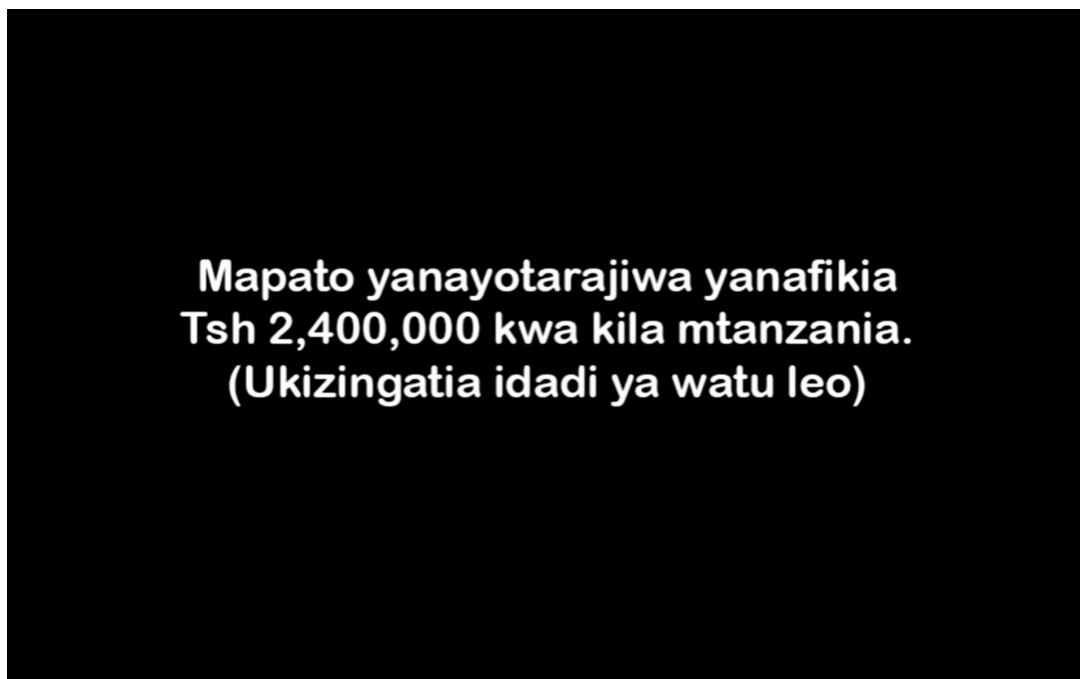 Mapato yanayotarajiwa yanafikia
Tsh 2,400,000 kwa kila mtanzania.
(Ukizingatia idadi ya watu leo)